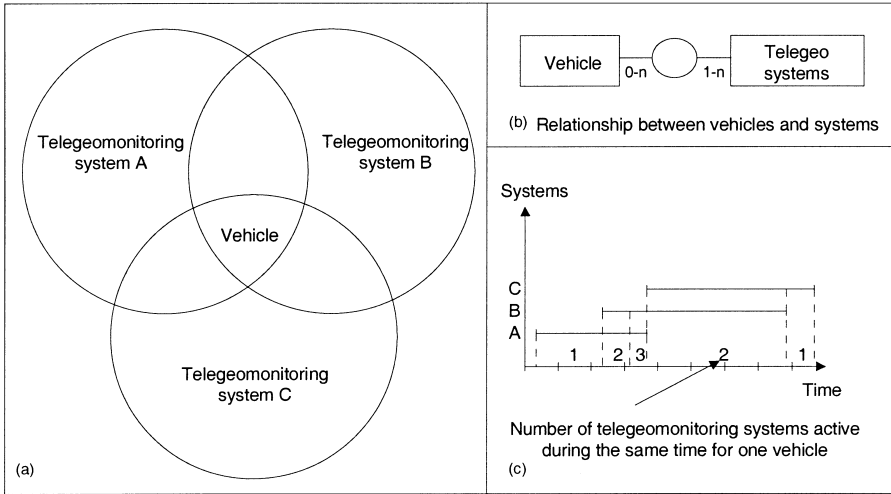 Telegeomonitoring
system A
Telegeomonitoring
system B
Vehicle
Telegeomonitoring
system C
(a)
Vehicle
0-n
1-n
Telegeo
systems
(b) Relationship between vehicles and systems
Systems
C
B
A
1 2 3 2 1
Time
Number of telegeomonitoring systems active
during the same time for one vehicle
(c)